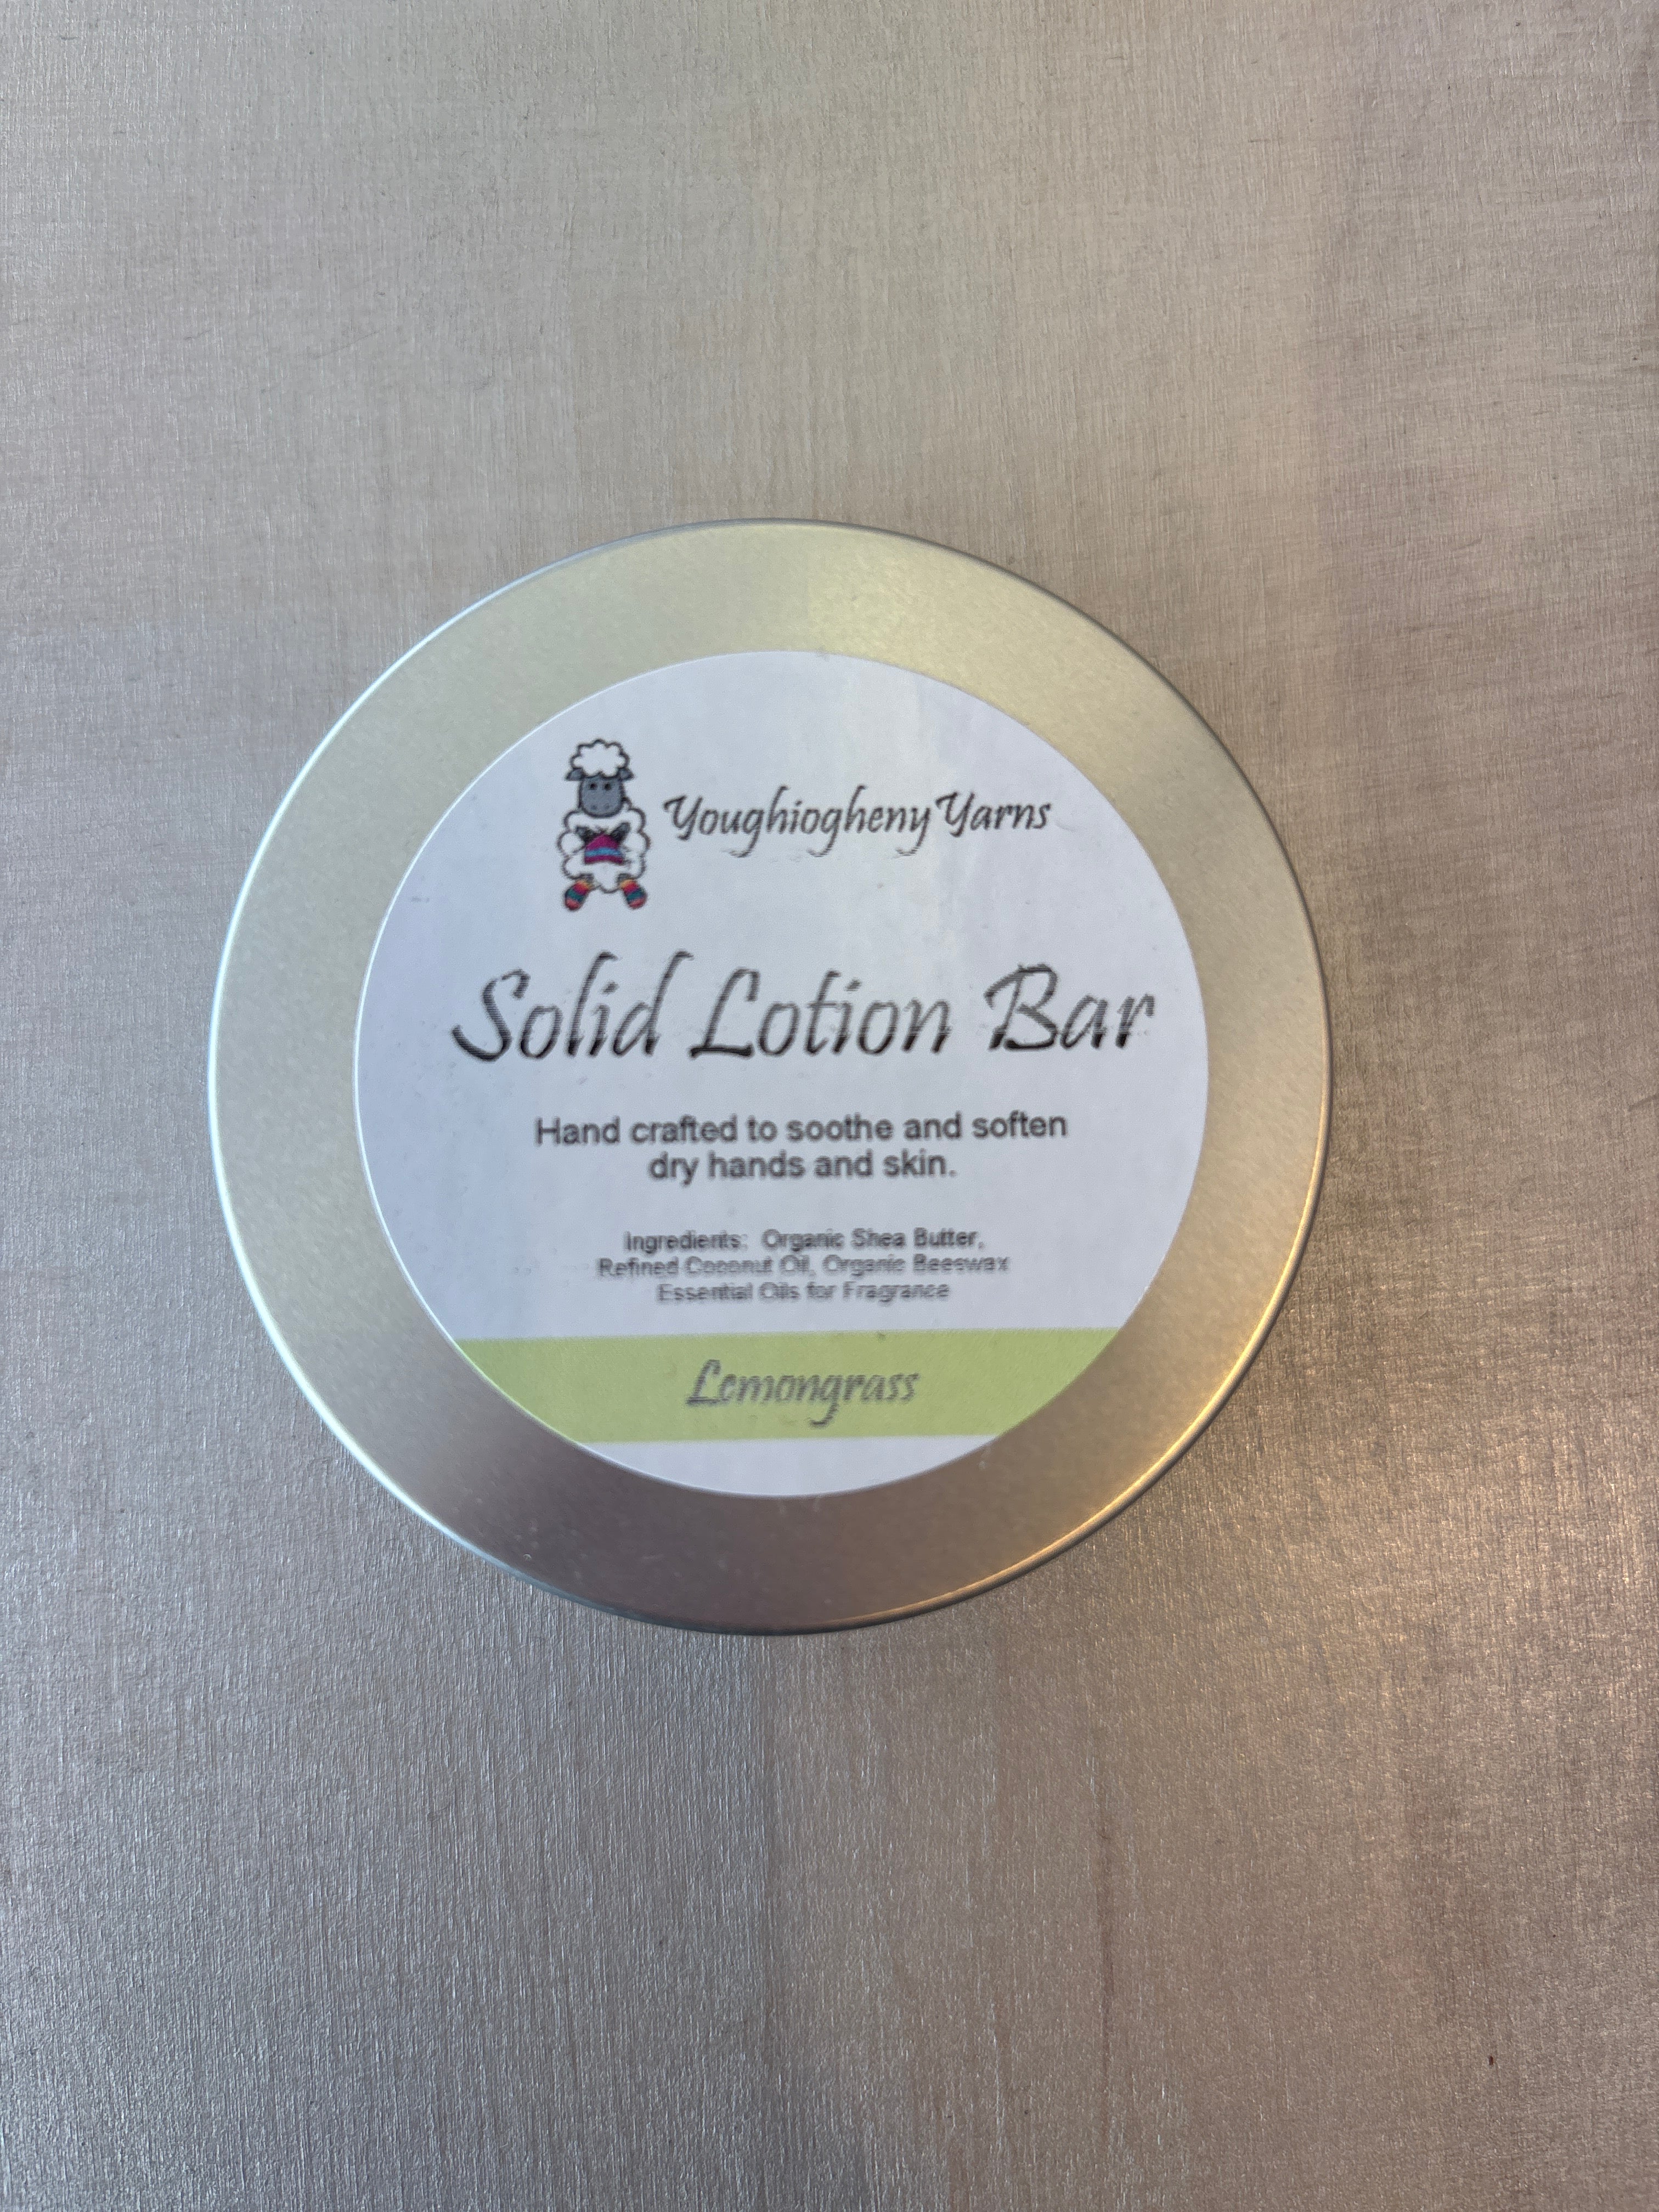 Youghiogheny Yarns
Solid Lotion Bar
Hand crafted to soothe and soften
dry hands and skin.
Ingredients: Organic Shea Butter,
Refined Coconut Oil, Organic Beeswax
Essential Oils for Fragrance
Lemongrass